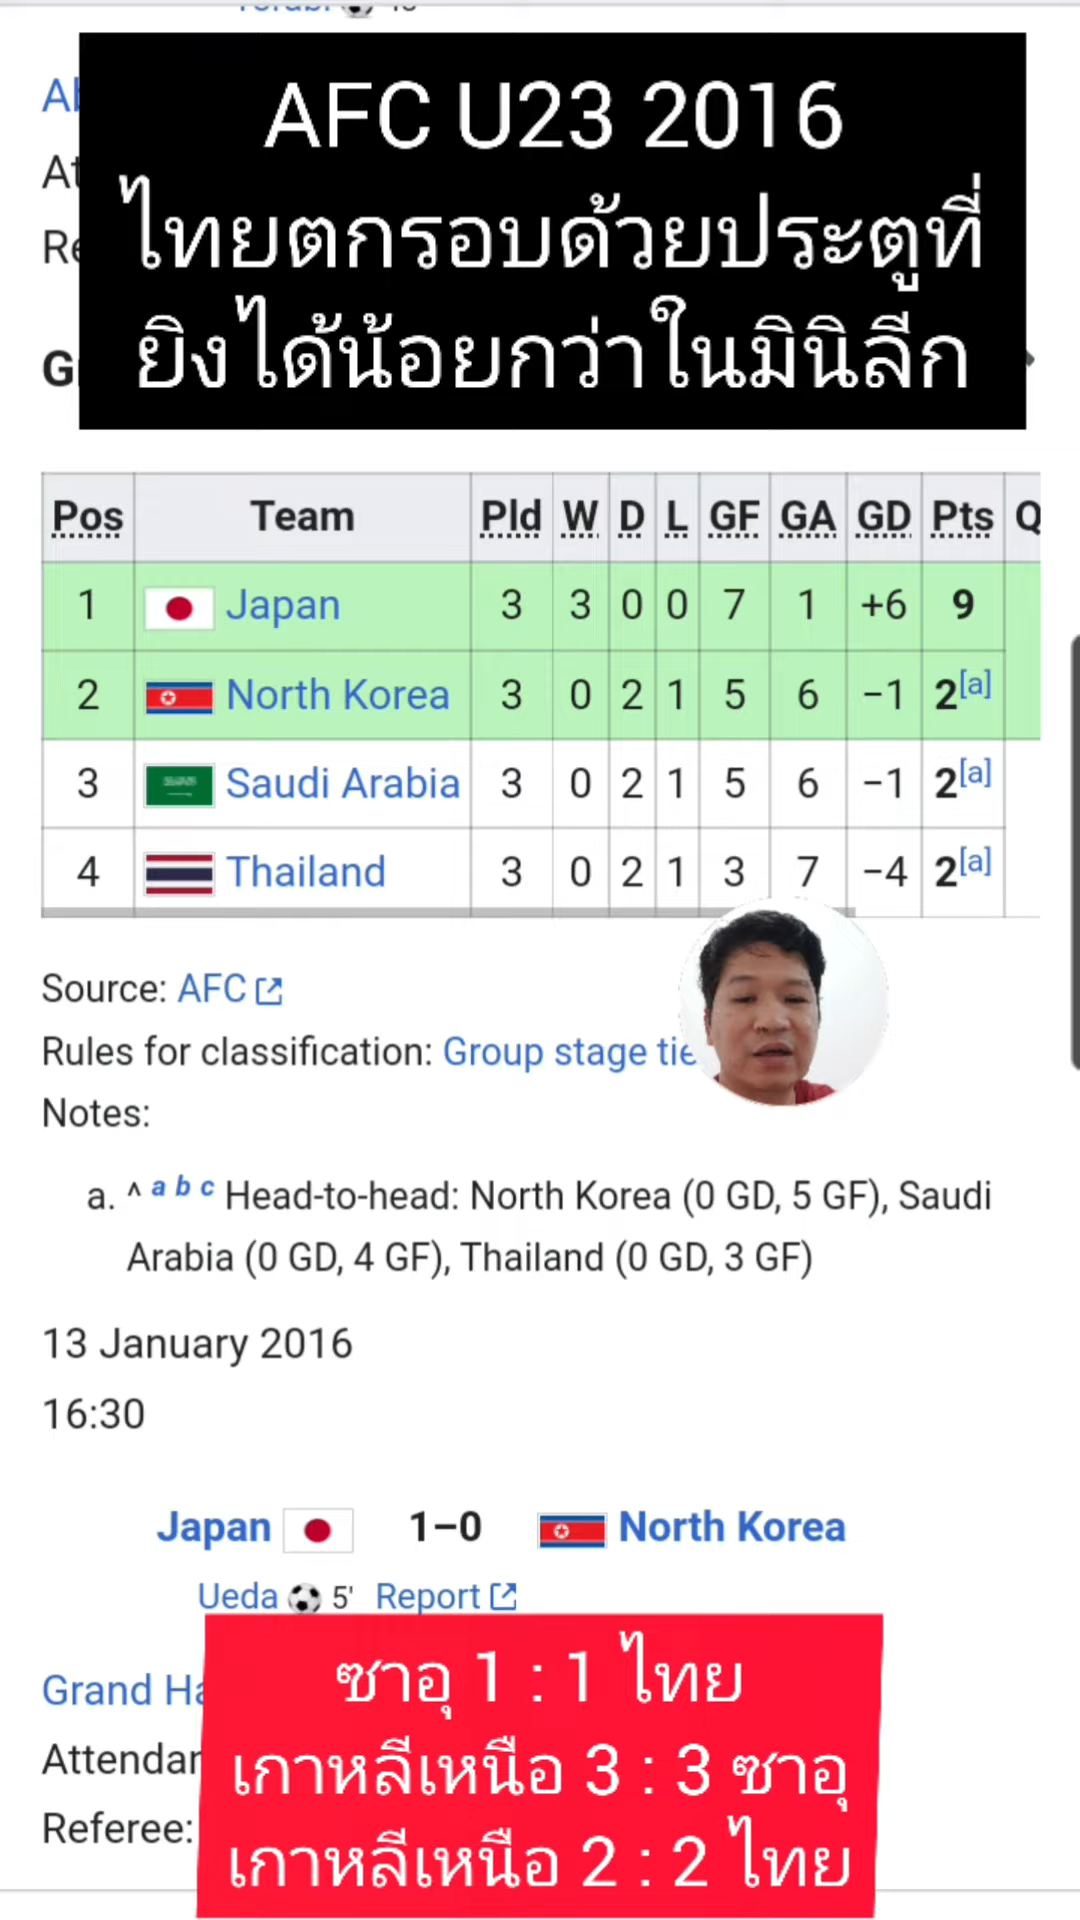 AFC U23 2016
ไทยตกรอบด้วยประตูที่
ยิงได้น้อยกว่าในมินิลีก
Pos Team Pld W D L GF GA GD Pts
1 Japan 3 3 0 0 7 1 +6 9
2 North Korea 3 0 2 1 5 6 −1 2[a]
3 Saudi Arabia 3 0 2 1 5 6 −1 2[a]
4 Thailand 3 0 2 1 3 7 −4 2[a]
Source: AFC
Rules for classification: Group stage
Notes:
a. ^ a b c Head-to-head: North Korea (0 GD, 5 GF), Saudi
Arabia (0 GD, 4 GF), Thailand (0 GD, 3 GF)
13 January 2016
16:30
Japan 1–0 North Korea
Ueda 5' Report
Grand
ซาอุ 1 : 1 ไทย
เกาหลีเหนือ 3 : 3 ซาอุ
Referee:
เกาหลีเหนือ 2 : 2 ไทย